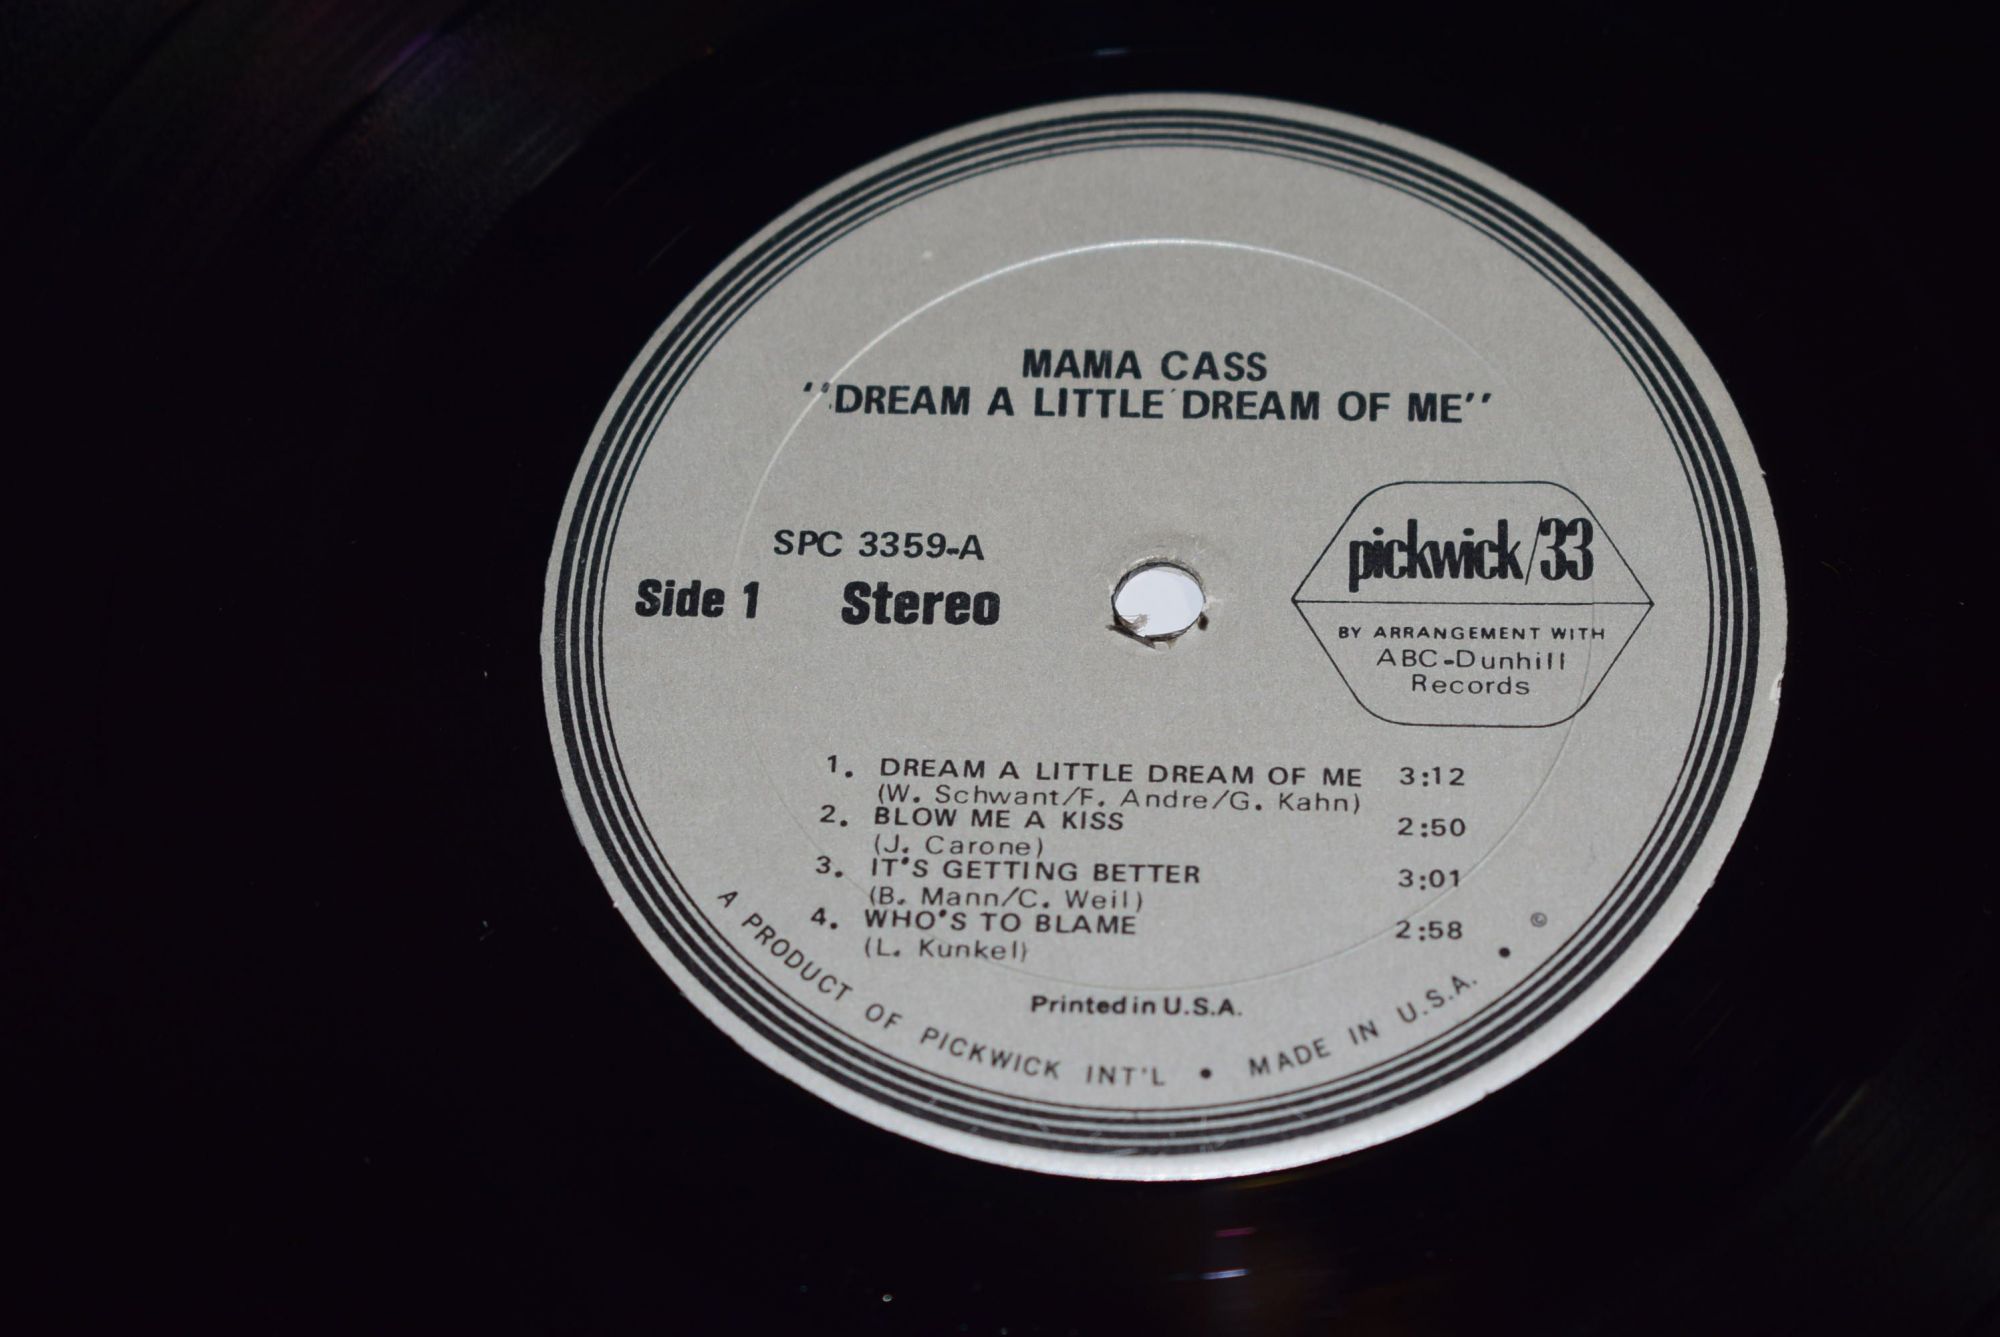 MAMA CASS
"DREAM A LITTLE DREAM OF ME"
SPC 3359-A
Side 1 Stereo
pickwick/33
BY ARRANGEMENT WITH
ABC-Dunhill
Records
1. DREAM A LITTLE DREAM OF ME 3:12
(W. Schwant/F. Andre/G. Kahn)
2. BLOW ME A KISS 2:50
(J. Carone)
3. IT'S GETTING BETTER 3:01
(B. Mann/C. Weil)
4. WHO'S TO BLAME 2:58
(L. Kunkel)
Printed in U.S.A.
A PRODUCT OF PICKWICK INT'L • MADE IN U.S.A. • ©